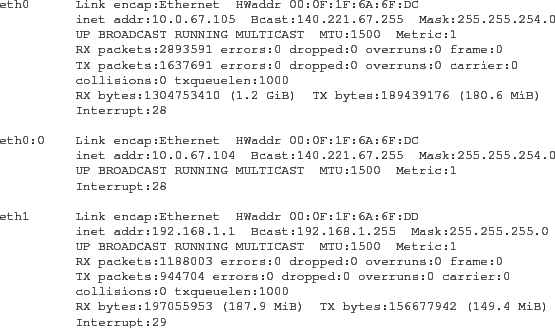 eth0 Link encap:Ethernet HWaddr 00:0F:1F:6A:6F:DC
inet addr:10.0.67.105 Bcast:140.221.67.255 Mask:255.255.254.0
UP BROADCAST RUNNING MULTICAST MTU:1500 Metric:1
RX packets:2893591 errors:0 dropped:0 overruns:0 frame:0
TX packets:1637691 errors:0 dropped:0 overruns:0 carrier:0
collisions:0 txqueuelen:1000
RX bytes:1304753410 (1.2 GiB) TX bytes:189439176 (180.6 MiB)
Interrupt:28
eth0:0 Link encap:Ethernet HWaddr 00:0F:1F:6A:6F:DC
inet addr:10.0.67.104 Bcast:140.221.67.255 Mask:255.255.254.0
UP BROADCAST RUNNING MULTICAST MTU:1500 Metric:1
Interrupt:28
eth1 Link encap:Ethernet HWaddr 00:0F:1F:6A:6F:DD
inet addr:192.168.1.1 Bcast:192.168.1.255 Mask:255.255.255.0
UP BROADCAST RUNNING MULTICAST MTU:1500 Metric:1
RX packets:1188003 errors:0 dropped:0 overruns:0 frame:0
TX packets:944704 errors:0 dropped:0 overruns:0 carrier:0
collisions:0 txqueuelen:1000
RX bytes:197055953 (187.9 MiB) TX bytes:156677942 (149.4 MiB)
Interrupt:29